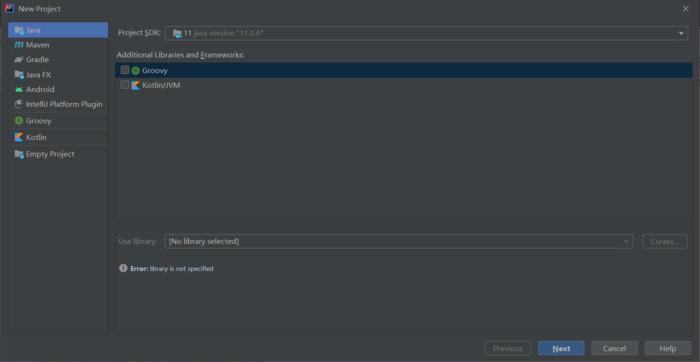 New Project
Java
Maven
Gradle
Java FX
Android
IntelliJ Platform Plugin
Groovy
Kotlin
Empty Project
Project SDK: 11 java version "11.0.6"
Additional Libraries and Frameworks:
Groovy
Kotlin/JVM
Use library: [No library selected] Create...
Error: library is not specified
Previous Next Cancel Help